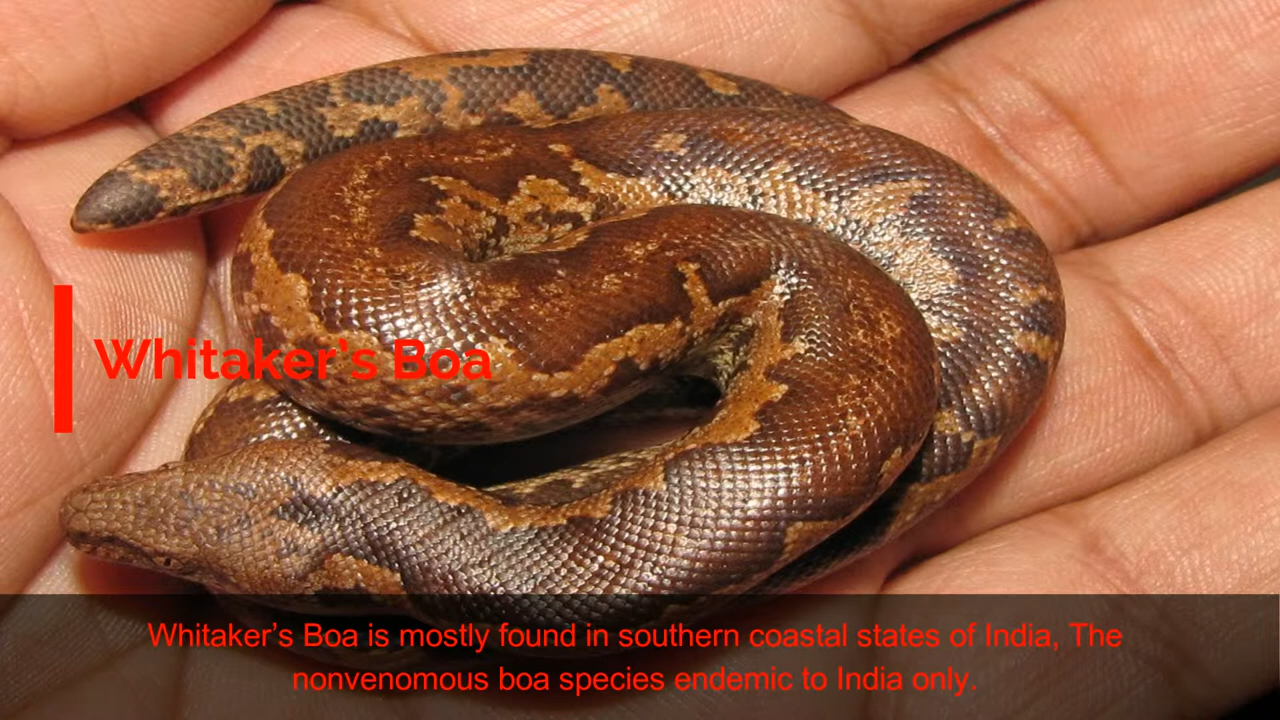 Whitaker’s Boa
Whitaker’s Boa is mostly found in southern coastal states of India, The
nonvenomous boa species endemic to India only.